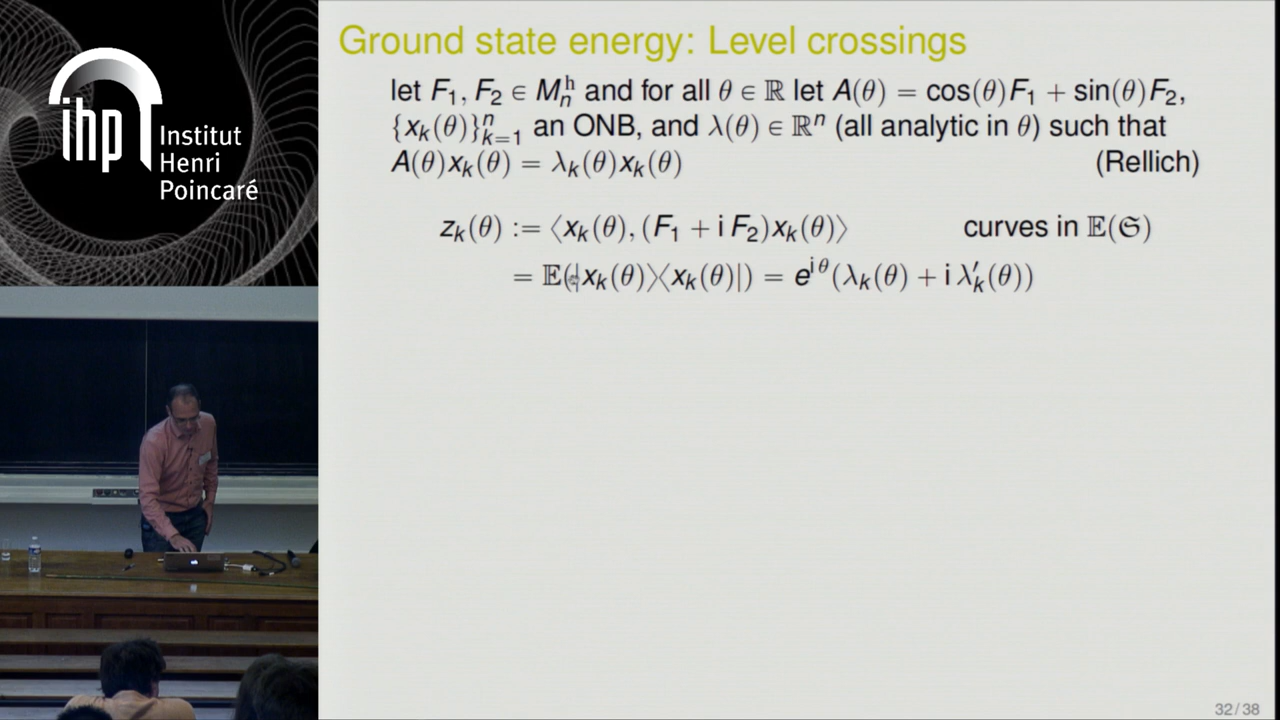 ihp Institut
Henri
Poincaré
Ground state energy: Level crossings
let F₁, F₂ ∈ Mₙʰ and for all θ ∈ ℝ let A(θ) = cos(θ)F₁ + sin(θ)F₂,
{xₖ(θ)}ⁿₖ₌₁ an ONB, and λ(θ) ∈ ℝⁿ (all analytic in θ) such that
A(θ)xₖ(θ) = λₖ(θ)xₖ(θ) (Rellich)
zₖ(θ) := ⟨xₖ(θ), (F₁ + i F₂)xₖ(θ)⟩ curves in 𝔼(𝔖)
= 𝔼(|xₖ(θ)⟩⟨xₖ(θ)|) = e^{iθ}(λₖ(θ) + i λ′ₖ(θ))
32/38